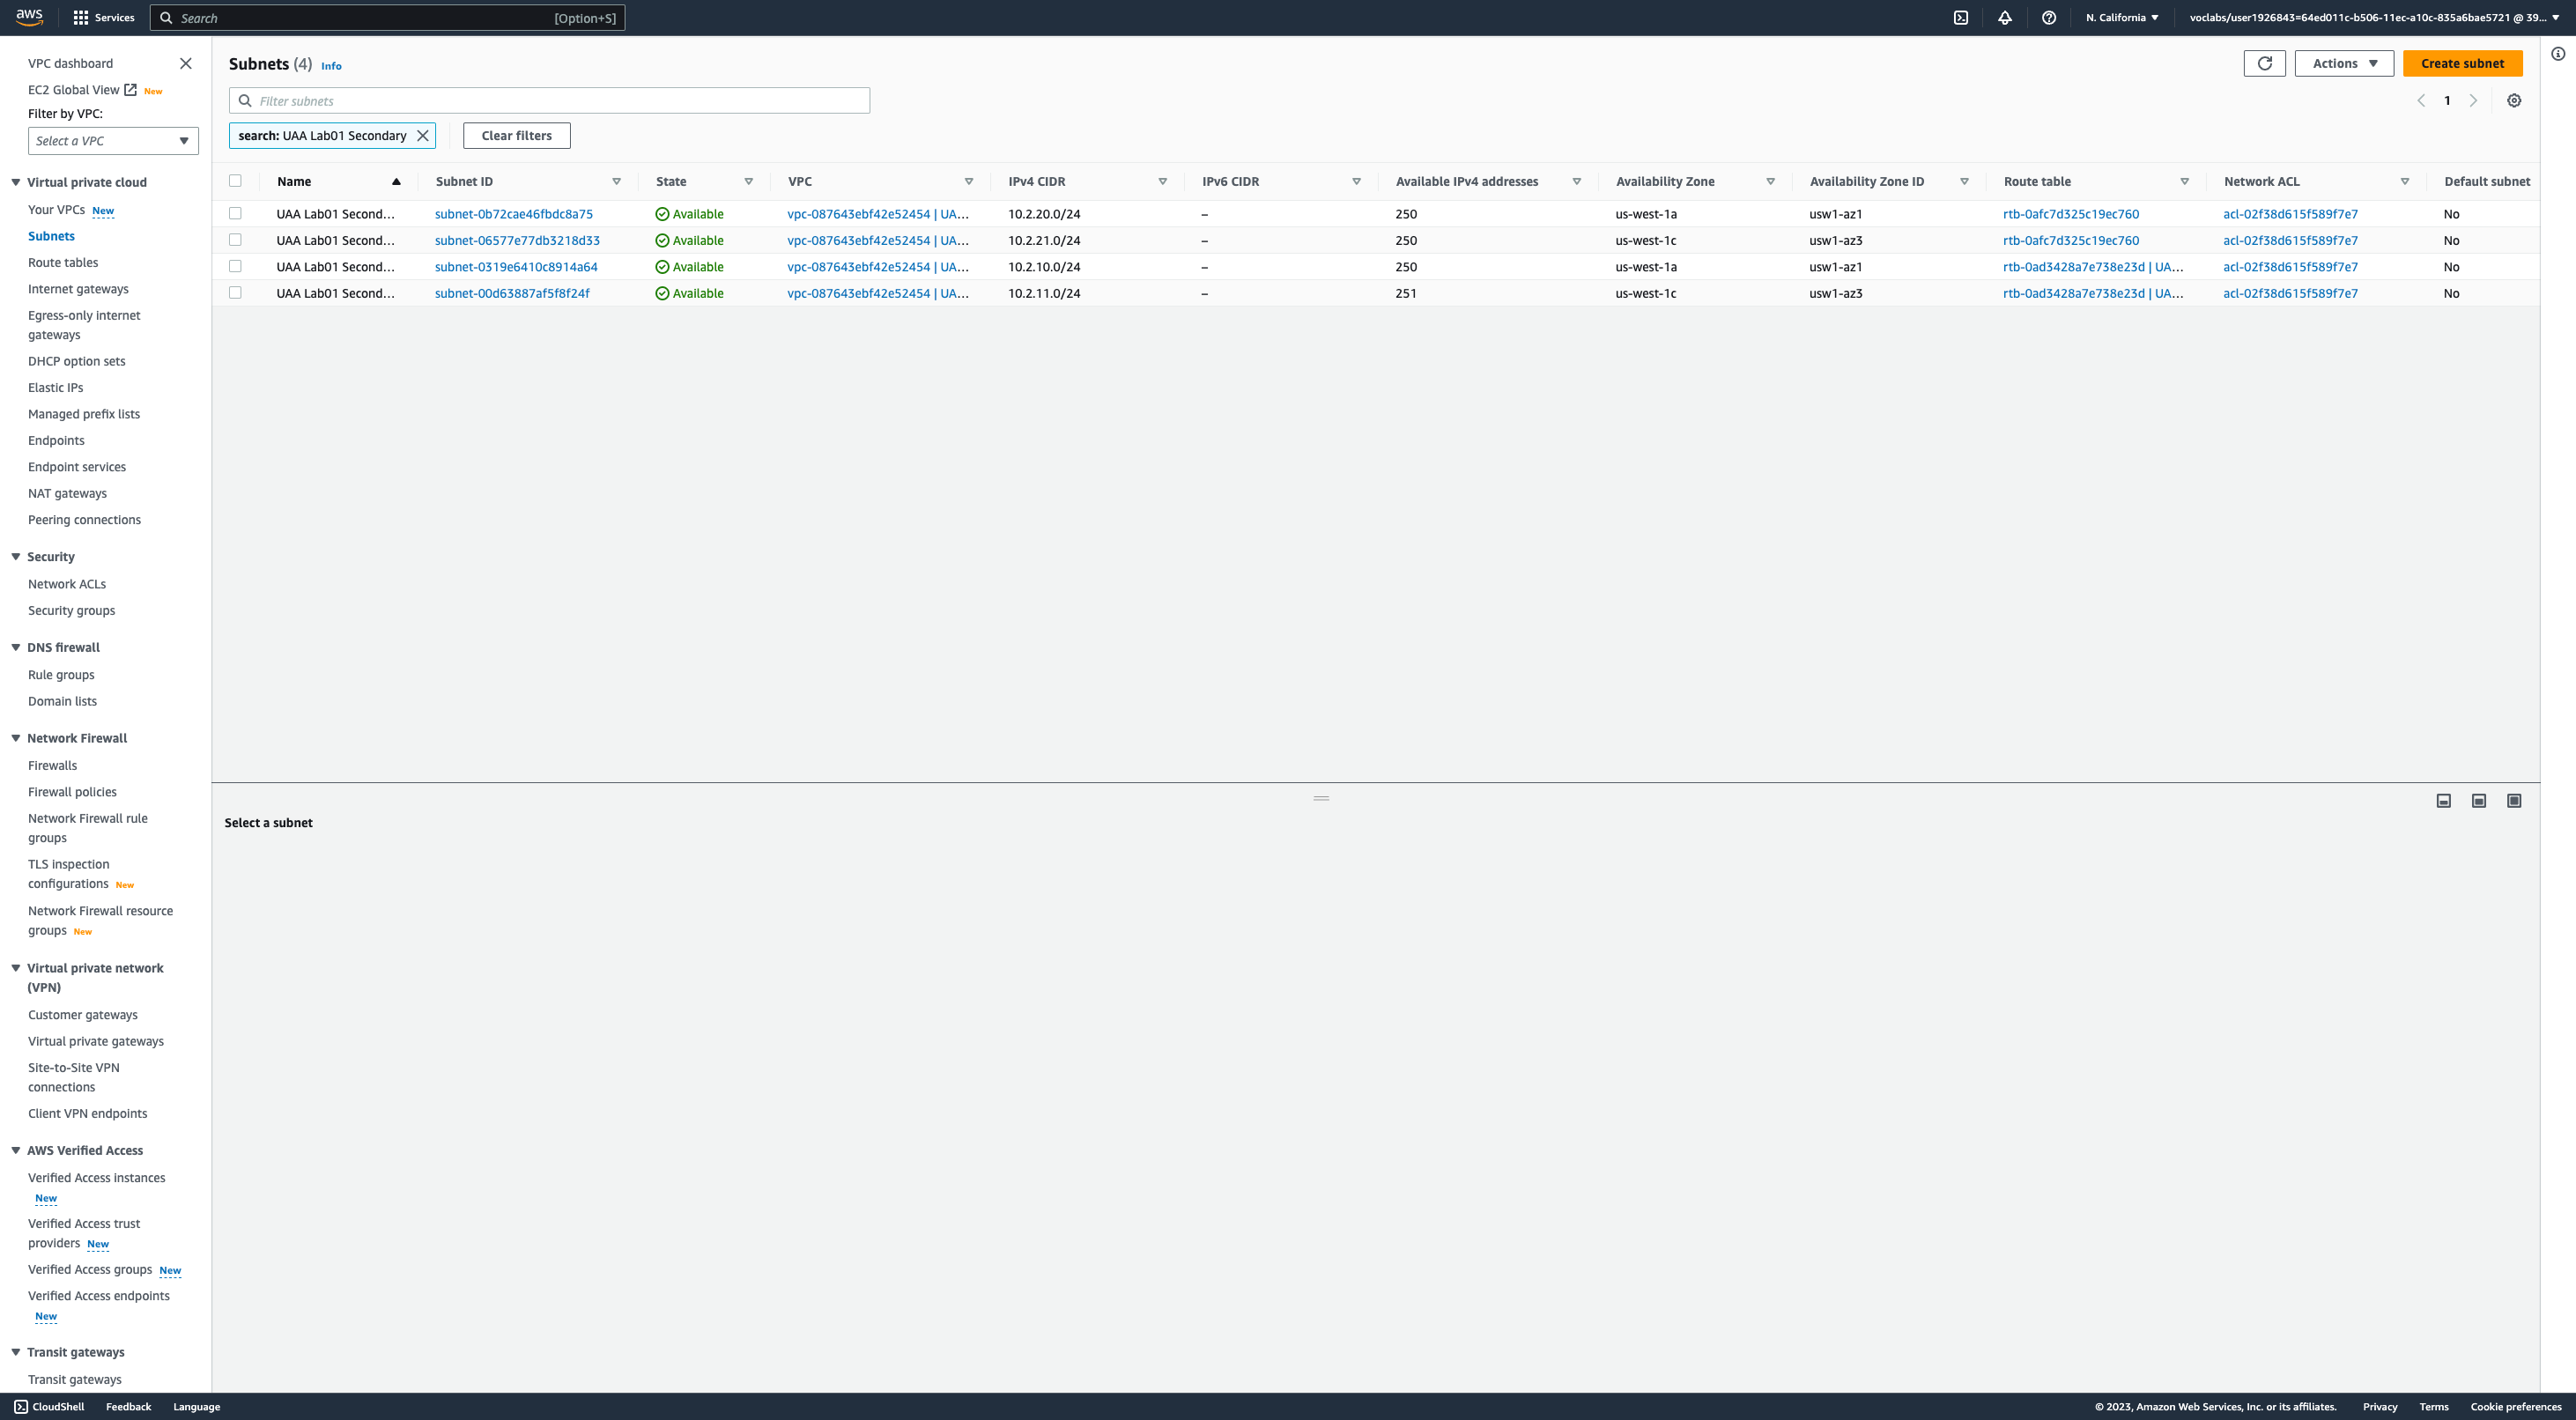 aws Services Search [Option+S] N. California voclabs/user1926843=64ed011c-b506-11ec-a10c-835a6bae5721 @ 39...
VPC dashboard
EC2 Global View New
Filter by VPC:
Select a VPC
Virtual private cloud
Your VPCs New
Subnets
Route tables
Internet gateways
Egress-only internet
gateways
DHCP option sets
Elastic IPs
Managed prefix lists
Endpoints
Endpoint services
NAT gateways
Peering connections
Security
Network ACLs
Security groups
DNS firewall
Rule groups
Domain lists
Network Firewall
Firewalls
Firewall policies
Network Firewall rule
groups
TLS inspection
configurations New
Network Firewall resource
groups New
Virtual private network
(VPN)
Customer gateways
Virtual private gateways
Site-to-Site VPN
connections
Client VPN endpoints
AWS Verified Access
Verified Access instances
New
Verified Access trust
providers New
Verified Access groups New
Verified Access endpoints
New
Transit gateways
Transit gateways
Subnets (4) Info Actions Create subnet
Filter subnets 1
search: UAA Lab01 Secondary Clear filters
Name Subnet ID State VPC IPv4 CIDR IPv6 CIDR Available IPv4 addresses Availability Zone Availability Zone ID Route table Network ACL Default subnet
UAA Lab01 Second... subnet-0b72cae46fbdc8a75 Available vpc-087643ebf42e52454 | UA... 10.2.20.0/24 – 250 us-west-1a usw1-az1 rtb-0afc7d325c19ec760 acl-02f38d615f589f7e7 No
UAA Lab01 Second... subnet-06577e77db3218d33 Available vpc-087643ebf42e52454 | UA... 10.2.21.0/24 – 250 us-west-1c usw1-az3 rtb-0afc7d325c19ec760 acl-02f38d615f589f7e7 No
UAA Lab01 Second... subnet-0319e6410c8914a64 Available vpc-087643ebf42e52454 | UA... 10.2.10.0/24 – 250 us-west-1a usw1-az1 rtb-0ad3428a7e738e23d | UA... acl-02f38d615f589f7e7 No
UAA Lab01 Second... subnet-00d63887af5f8f24f Available vpc-087643ebf42e52454 | UA... 10.2.11.0/24 – 251 us-west-1c usw1-az3 rtb-0ad3428a7e738e23d | UA... acl-02f38d615f589f7e7 No
Select a subnet
CloudShell Feedback Language © 2023, Amazon Web Services, Inc. or its affiliates. Privacy Terms Cookie preferences